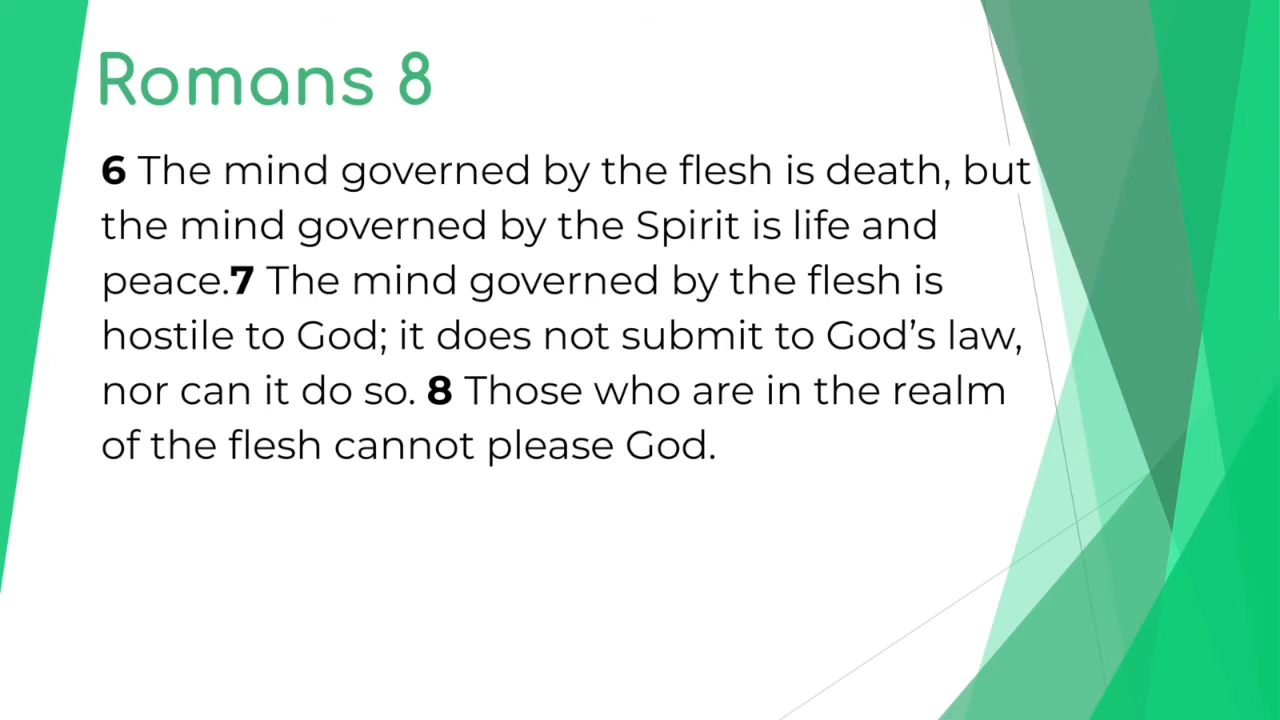 Romans 8
6 The mind governed by the flesh is death, but
the mind governed by the Spirit is life and
peace.7 The mind governed by the flesh is
hostile to God; it does not submit to God’s law,
nor can it do so. 8 Those who are in the realm
of the flesh cannot please God.